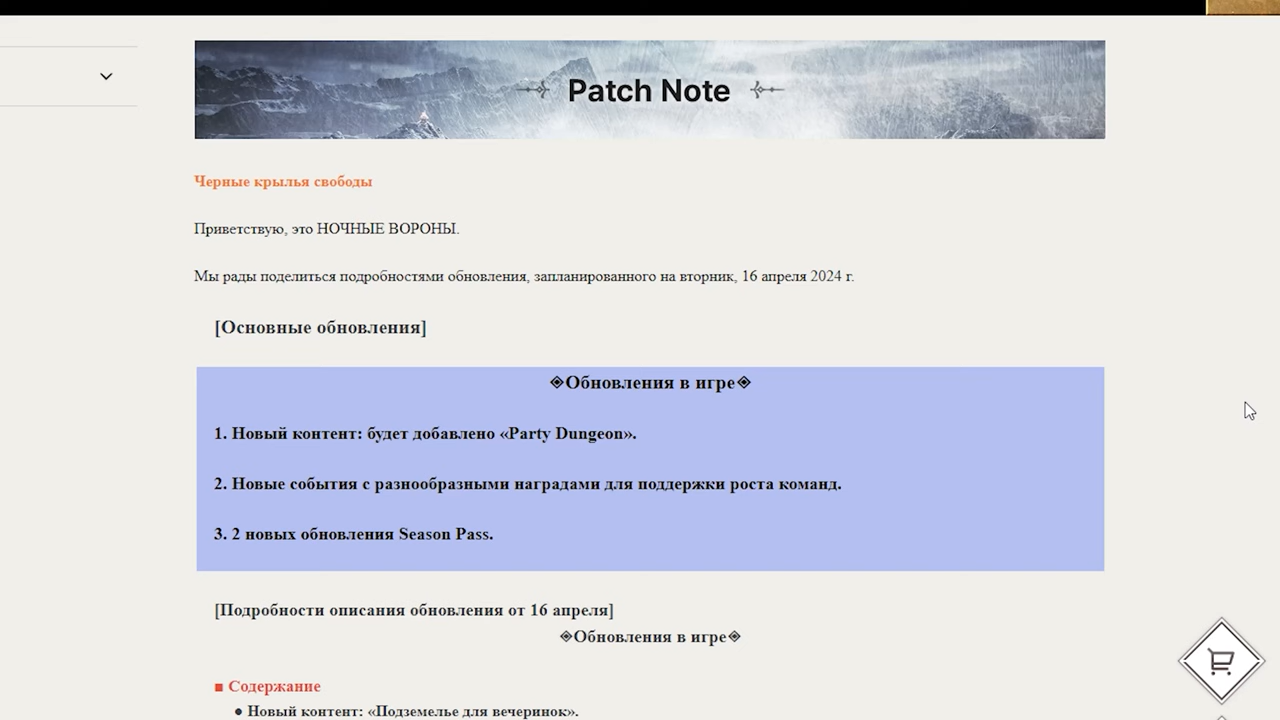 Patch Note
Черные крылья свободы
Приветствую, это НОЧНЫЕ ВОРОНЫ.
Мы рады поделиться подробностями обновления, запланированного на вторник, 16 апреля 2024 г.
[Основные обновления]
◈Обновления в игре◈
1. Новый контент: будет добавлено «Party Dungeon».
2. Новые события с разнообразными наградами для поддержки роста команд.
3. 2 новых обновления Season Pass.
[Подробности описания обновления от 16 апреля]
◈Обновления в игре◈
■ Содержание
● Новый контент: «Подземелье для вечеринок».